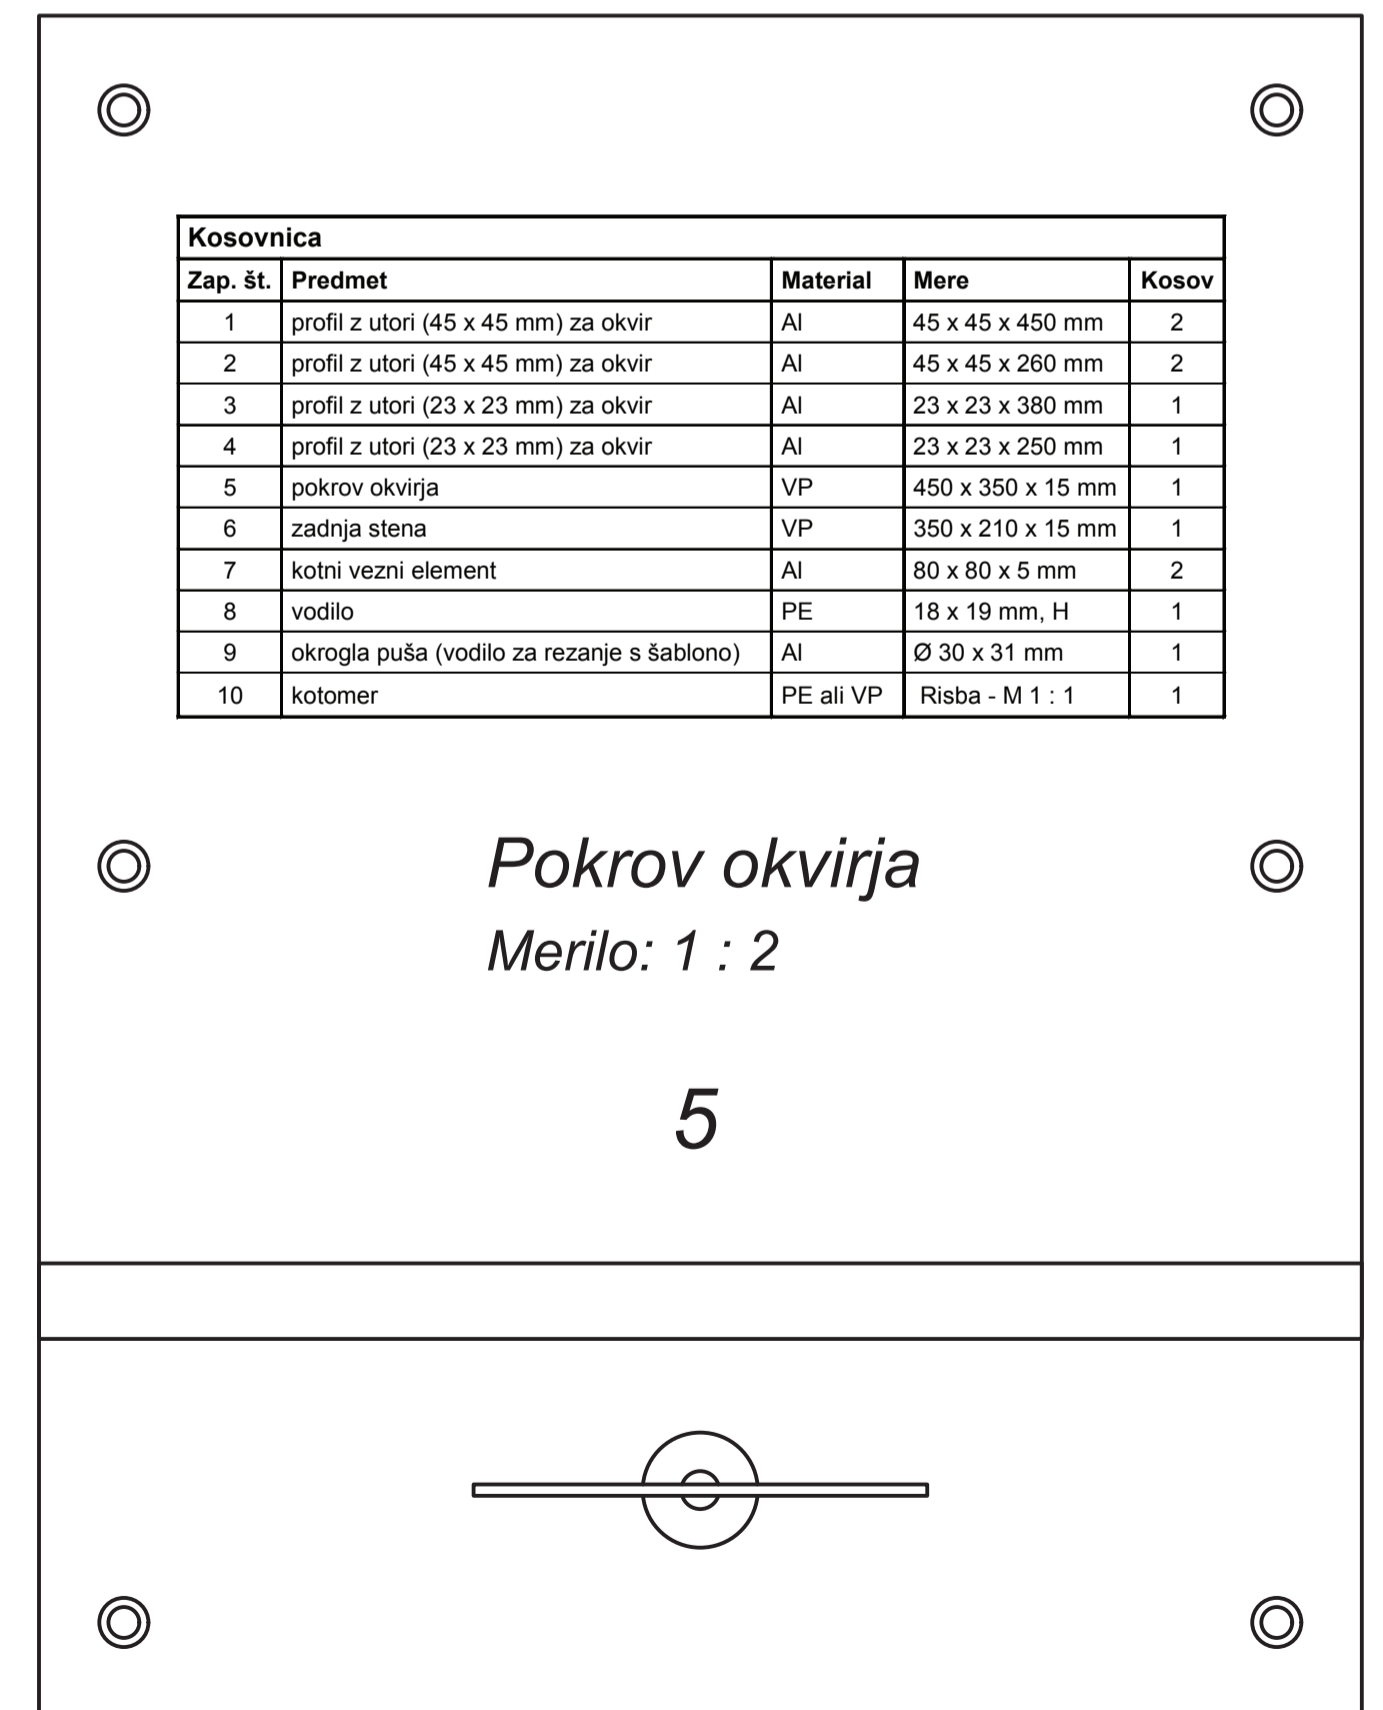 Kosovnica
Zap. št. Predmet Material Mere Kosov
1 profil z utori (45 x 45 mm) za okvir Al 45 x 45 x 450 mm 2
2 profil z utori (45 x 45 mm) za okvir Al 45 x 45 x 260 mm 2
3 profil z utori (23 x 23 mm) za okvir Al 23 x 23 x 380 mm 1
4 profil z utori (23 x 23 mm) za okvir Al 23 x 23 x 250 mm 1
5 pokrov okvirja VP 450 x 350 x 15 mm 1
6 zadnja stena VP 350 x 210 x 15 mm 1
7 kotni vezni element Al 80 x 80 x 5 mm 2
8 vodilo PE 18 x 19 mm, H 1
9 okrogla puša (vodilo za rezanje s šablono) Al Ø 30 x 31 mm 1
10 kotomer PE ali VP Risba - M 1 : 1 1
Pokrov okvirja
Merilo: 1 : 2
5